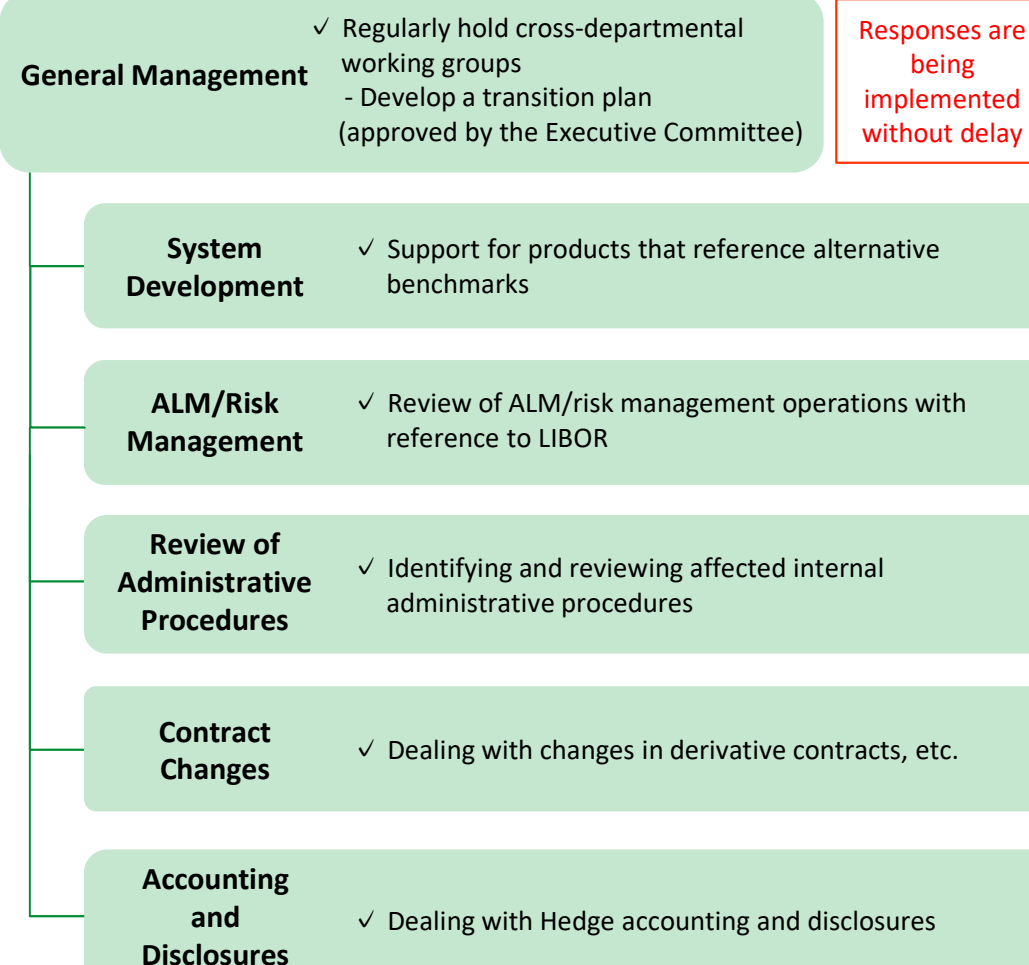 General Management
✓ Regularly hold cross-departmental
working groups
- Develop a transition plan
(approved by the Executive Committee)
Responses are
being
implemented
without delay
System
Development
✓ Support for products that reference alternative
benchmarks
ALM/Risk
Management
✓ Review of ALM/risk management operations with
reference to LIBOR
Review of
Administrative
Procedures
✓ Identifying and reviewing affected internal
administrative procedures
Contract
Changes
✓ Dealing with changes in derivative contracts, etc.
Accounting
and
Disclosures
✓ Dealing with Hedge accounting and disclosures